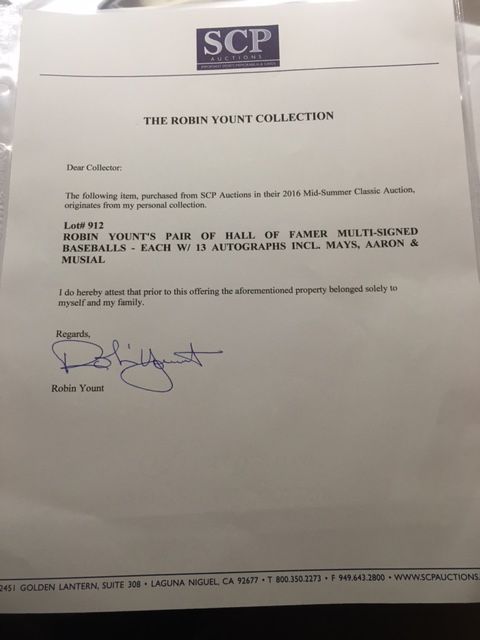 SCP
AUCTIONS
THE ROBIN YOUNT COLLECTION
Dear Collector:
The following item, purchased from SCP Auctions in their 2016 Mid-Summer Classic Auction,
originates from my personal collection.
Lot# 912
ROBIN YOUNT'S PAIR OF HALL OF FAMER MULTI-SIGNED
BASEBALLS - EACH W/ 13 AUTOGRAPHS INCL. MAYS, AARON &
MUSIAL
I do hereby attest that prior to this offering the aforementioned property belonged solely to
myself and my family.
Regards,
Robin Yount
Robin Yount
2451 GOLDEN LANTERN, SUITE 308 • LAGUNA NIGUEL, CA 92677 • T 800.350.2273 • F 949.643.2800 • WWW.SCPAUCTIONS.